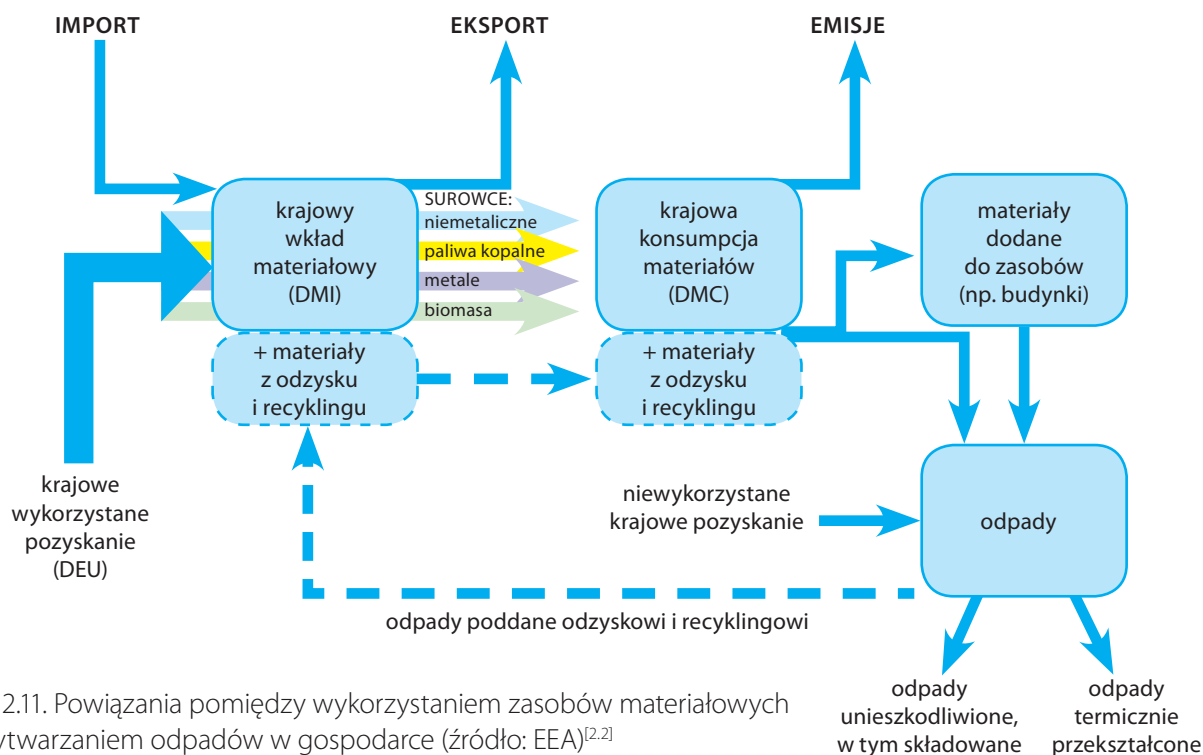 IMPORT
EKSPORT
EMISJE
krajowy
wkład
materiałowy
(DMI)
SUROWCE:
niemetaliczne
paliwa kopalne
metale
biomasa
krajowa
konsumpcja
materiałów
(DMC)
materiały
dodane
do zasobów
(np. budynki)
+ materiały
z odzysku
i recyklingu
+ materiały
z odzysku
i recyklingu
krajowe
wykorzystane
pozyskanie
(DEU)
niewykorzystane
krajowe pozyskanie
odpady
odpady poddane odzyskowi i recyklingowi
odpady
unieszkodliwione,
w tym składowane
odpady
termicznie
przekształcone
2.11. Powiązania pomiędzy wykorzystaniem zasobów materiałowych
ytwarzaniem odpadów w gospodarce (źródło: EEA)[2.2]